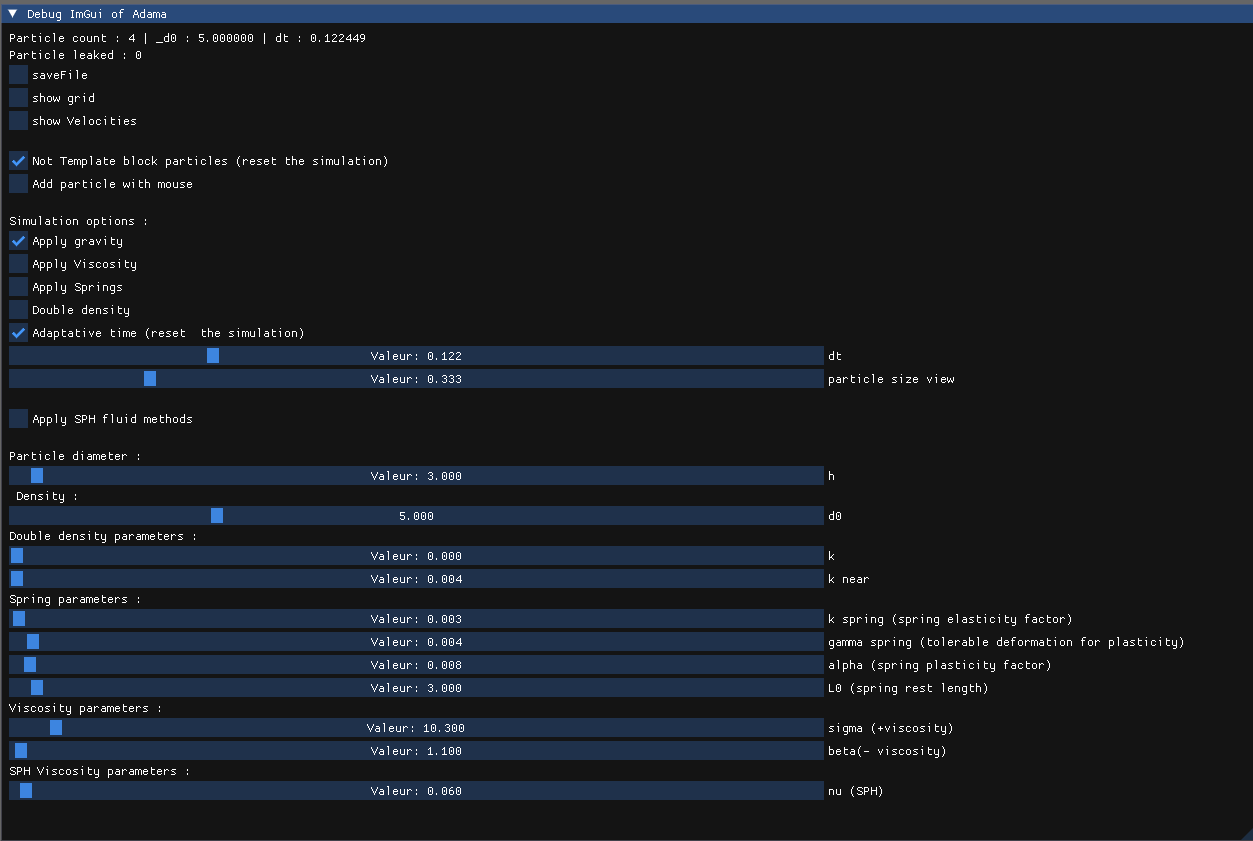 Debug ImGui of Adama
Particle count : 4 | _d0 : 5.000000 | dt : 0.122449
Particle leaked : 0
saveFile
show grid
show Velocities
Not Template block particles (reset the simulation)
Add particle with mouse
Simulation options :
Apply gravity
Apply Viscosity
Apply Springs
Double density
Adaptative time (reset  the simulation)
Valeur: 0.122 dt
Valeur: 0.333 particle size view
Apply SPH fluid methods
Particle diameter :
Valeur: 3.000 h
Density :
5.000 d0
Double density parameters :
Valeur: 0.000 k
Valeur: 0.004 k near
Spring parameters :
Valeur: 0.003 k spring (spring elasticity factor)
Valeur: 0.004 gamma spring (tolerable deformation for plasticity)
Valeur: 0.008 alpha (spring plasticity factor)
Valeur: 3.000 L0 (spring rest length)
Viscosity parameters :
Valeur: 10.300 sigma (+viscosity)
Valeur: 1.100 beta(- viscosity)
SPH Viscosity parameters :
Valeur: 0.060 nu (SPH)